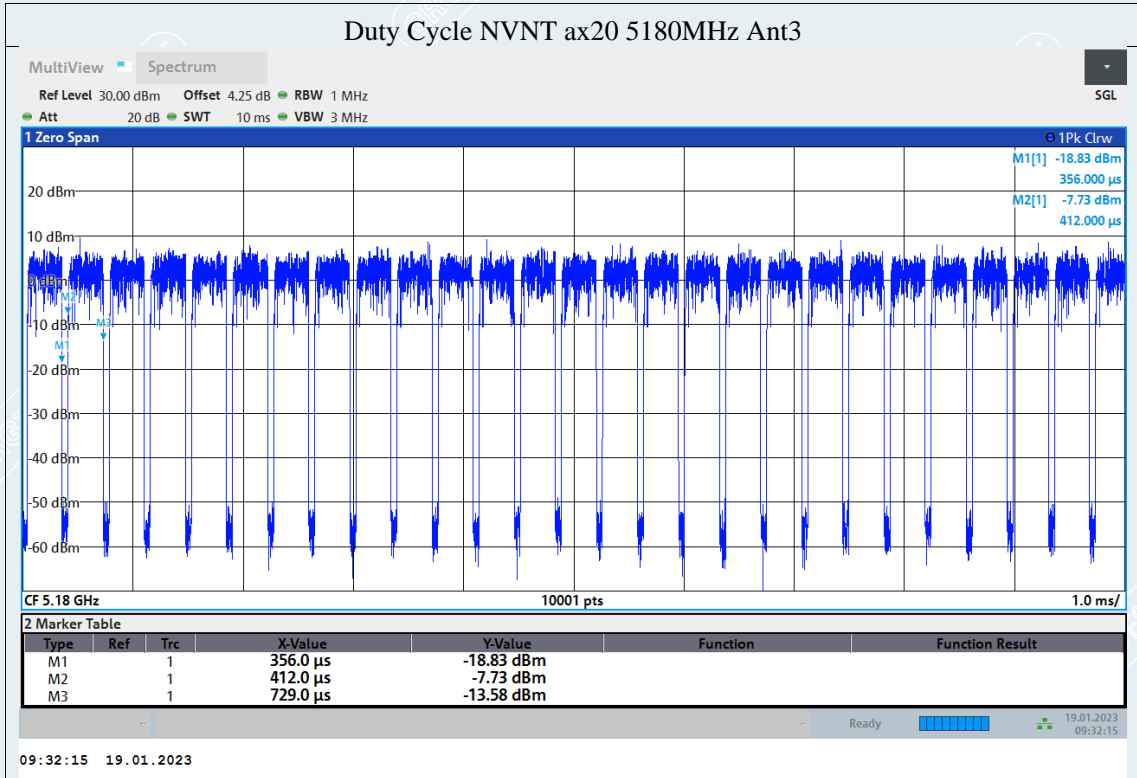 Duty Cycle NVNT ax20 5180MHz Ant3
MultiView Spectrum
Ref Level 30.00 dBm Offset 4.25 dB RBW 1 MHz SGL
Att 20 dB SWT 10 ms VBW 3 MHz
1 Zero Span 1Pk Clrw
M1[1] -18.83 dBm
356.000 µs
20 dBm
M2[1] -7.73 dBm
412.000 µs
10 dBm
0 dBm
M2
-10 dBm
M3
M1
-20 dBm
-30 dBm
-40 dBm
-50 dBm
-60 dBm
CF 5.18 GHz 10001 pts 1.0 ms/
2 Marker Table
Type Ref Trc X-Value Y-Value Function Function Result
M1 1 356.0 µs -18.83 dBm
M2 1 412.0 µs -7.73 dBm
M3 1 729.0 µs -13.58 dBm
Ready 19.01.2023
09:32:15
09:32:15 19.01.2023